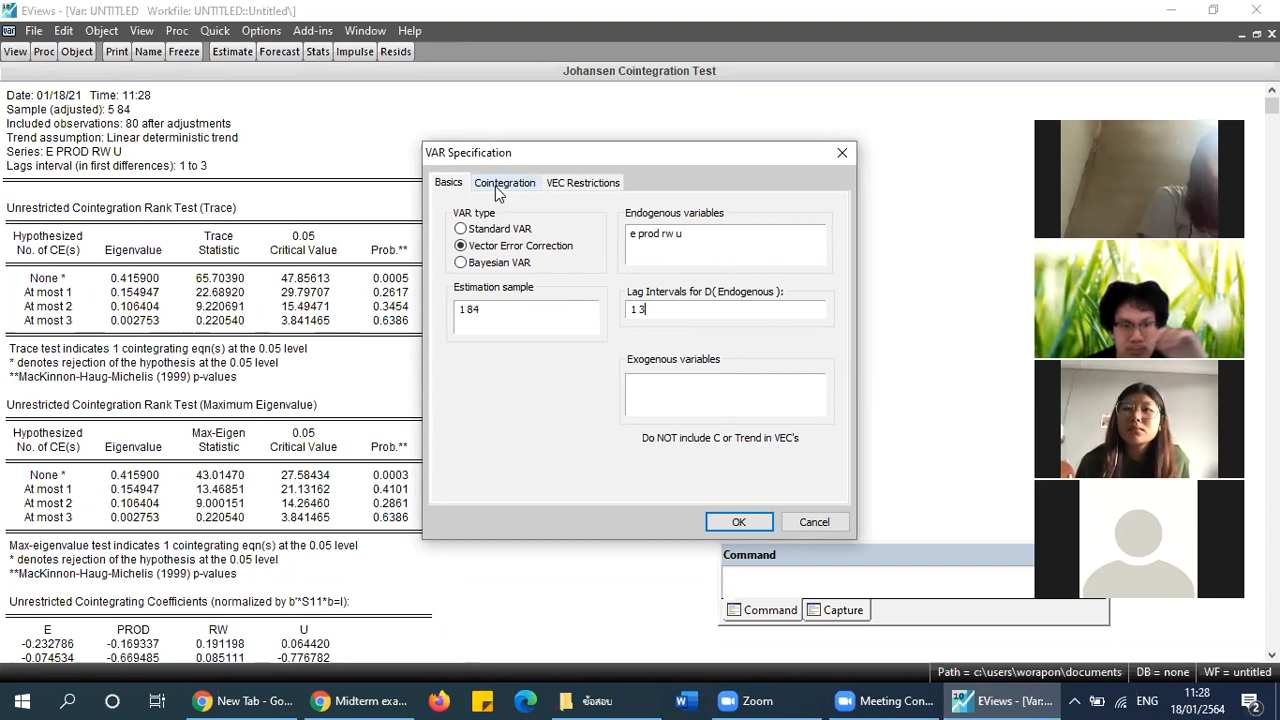 EViews - [Var: UNTITLED   Workfile: UNTITLED::Untitled\]
File Edit Object View Proc Quick Options Add-ins Window Help
View Proc Object Print Name Freeze Estimate Forecast Stats Impulse Resids
Johansen Cointegration Test
Date: 01/18/21   Time: 11:28
Sample (adjusted): 5 84
Included observations: 80 after adjustments
Trend assumption: Linear deterministic trend
Series: E PROD RW U
Lags interval (in first differences): 1 to 3
Unrestricted Cointegration Rank Test (Trace)
Hypothesized Trace 0.05
No. of CE(s) Eigenvalue Statistic Critical Value Prob.**
None * 0.415900 65.70390 47.85613 0.0005
At most 1 0.154947 22.68920 29.79707 0.2617
At most 2 0.106404 9.220691 15.49471 0.3454
At most 3 0.002753 0.220540 3.841465 0.6386
Trace test indicates 1 cointegrating eqn(s) at the 0.05 level
* denotes rejection of the hypothesis at the 0.05 level
**MacKinnon-Haug-Michelis (1999) p-values
Unrestricted Cointegration Rank Test (Maximum Eigenvalue)
Hypothesized Max-Eigen 0.05
No. of CE(s) Eigenvalue Statistic Critical Value Prob.**
None * 0.415900 43.01470 27.58434 0.0003
At most 1 0.154947 13.46851 21.13162 0.4101
At most 2 0.106404 9.000151 14.26460 0.2861
At most 3 0.002753 0.220540 3.841465 0.6386
Max-eigenvalue test indicates 1 cointegrating eqn(s) at the 0.05 level
* denotes rejection of the hypothesis at the 0.05 level
**MacKinnon-Haug-Michelis (1999) p-values
Unrestricted Cointegrating Coefficients (normalized by b'*S11*b=I):
E PROD RW U
-0.232786 -0.169337 0.191198 0.064420
-0.074534 -0.669485 0.085111 -0.776782
VAR Specification
Basics Cointegration VEC Restrictions
VAR type
Standard VAR
Vector Error Correction
Bayesian VAR
Estimation sample
1 84
Endogenous variables
e prod rw u
Lag Intervals for D( Endogenous ):
1 3
Exogenous variables
Do NOT include C or Trend in VEC's
OK Cancel
Command
Command Capture
Path = c:\users\worapon\documents DB = none WF = untitled
New Tab - Go... Midterm exa... ข้อสอบ Zoom Meeting Con... EViews - [Var:... ENG 11:28
18/01/2564 2